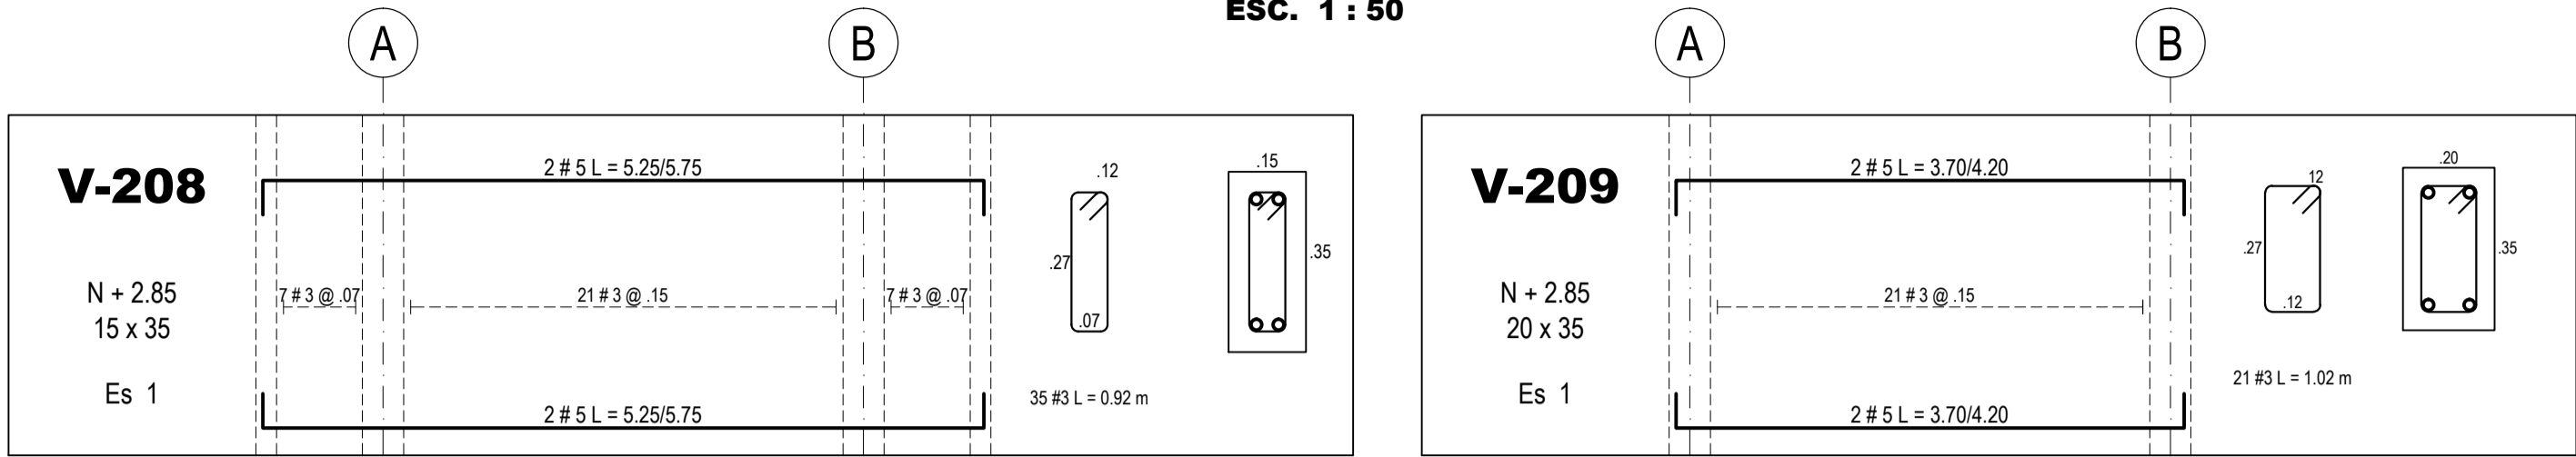 ESC. 1 : 50
A
B
V-208
N + 2.85
15 x 35
Es 1
2 # 5 L = 5.25/5.75
7 # 3 @ .07
21 # 3 @ .15
7 # 3 @ .07
2 # 5 L = 5.25/5.75
.12
.27
.07
35 #3 L = 0.92 m
.15
.35
A
B
V-209
N + 2.85
20 x 35
Es 1
2 # 5 L = 3.70/4.20
21 # 3 @ .15
2 # 5 L = 3.70/4.20
12
.27
.12
21 #3 L = 1.02 m
.20
.35